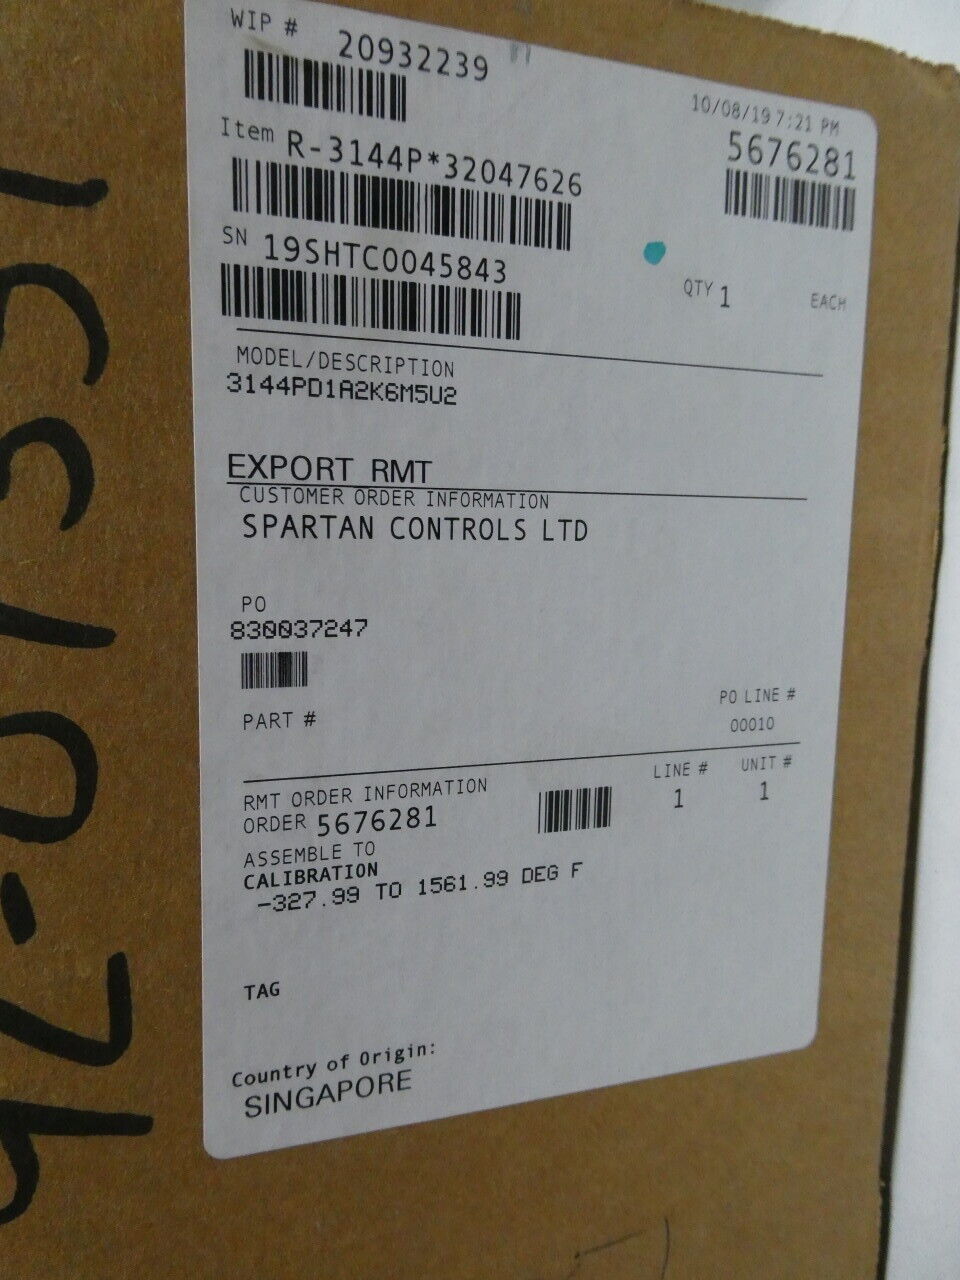 WIP # 20932239
10/08/19 7:21 PM
5676281
Item R-3144P*32047626
SN 19SHTC0045843
QTY 1 EACH
MODEL/DESCRIPTION
3144PD1A2K6M5U2
EXPORT RMT
CUSTOMER ORDER INFORMATION
SPARTAN CONTROLS LTD
PO
830037247
PART #
PO LINE #
00010
RMT ORDER INFORMATION
LINE # UNIT #
ORDER 5676281
1 1
ASSEMBLE TO
CALIBRATION
-327.99 TO 1561.99 DEG F
TAG
Country of Origin:
SINGAPORE